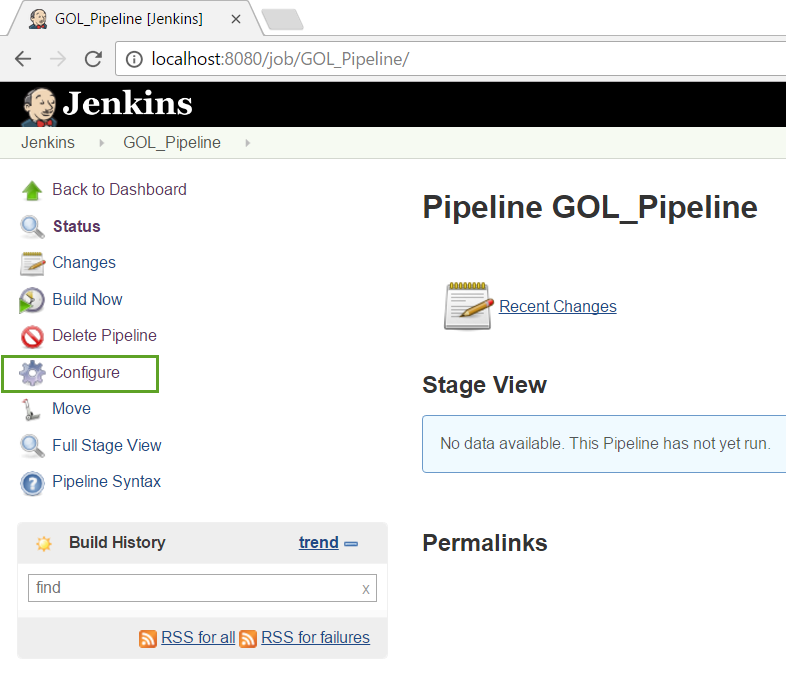 GOL_Pipeline [Jenkins]
localhost:8080/job/GOL_Pipeline/
Jenkins
Jenkins GOL_Pipeline
Back to Dashboard
Status
Changes
Build Now
Delete Pipeline
Configure
Move
Full Stage View
Pipeline Syntax
Build History trend
find x
RSS for all RSS for failures
Pipeline GOL_Pipeline
Recent Changes
Stage View
No data available. This Pipeline has not yet run.
Permalinks